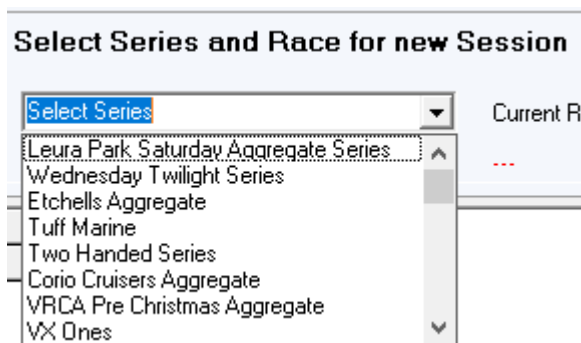 Select Series and Race for new Session
Select Series
Current R
Leura Park Saturday Aggregate Series
---
Wednesday Twilight Series
Etchells Aggregate
Tuff Marine
Two Handed Series
Corio Cruisers Aggregate
VRCA Pre Christmas Aggregate
VX Ones